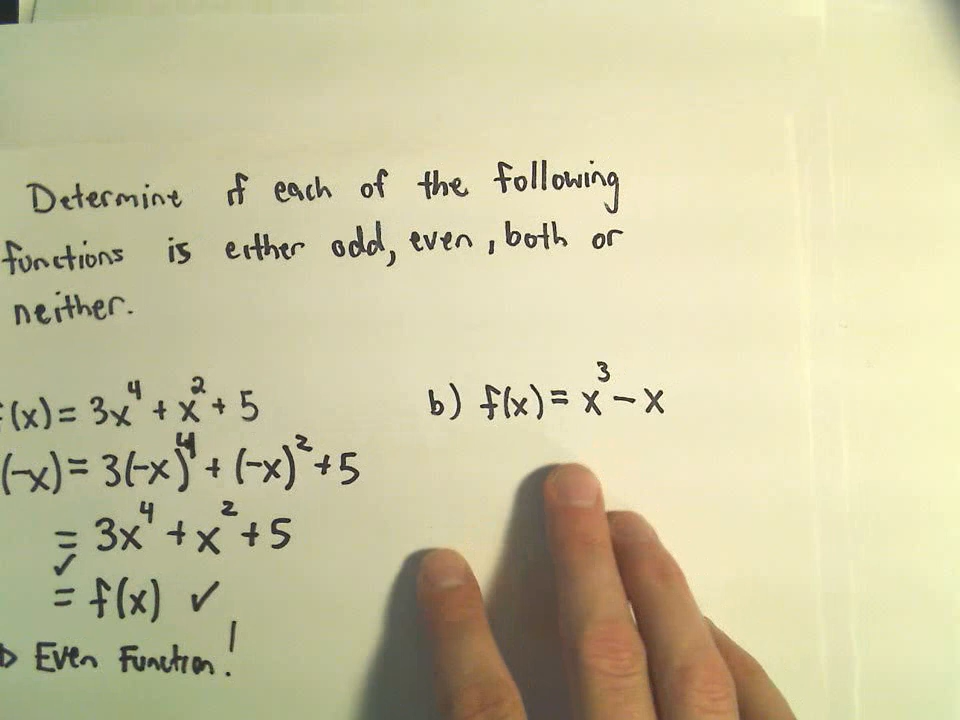 Determine if each of the following
functions is either odd, even, both or
neither.
f(x) = 3x⁴ + x² + 5
(-x) = 3(-x)⁴ + (-x)² + 5
= 3x⁴ + x² + 5
✓
= f(x) ✓
Even Function!
b) f(x) = x³ - x